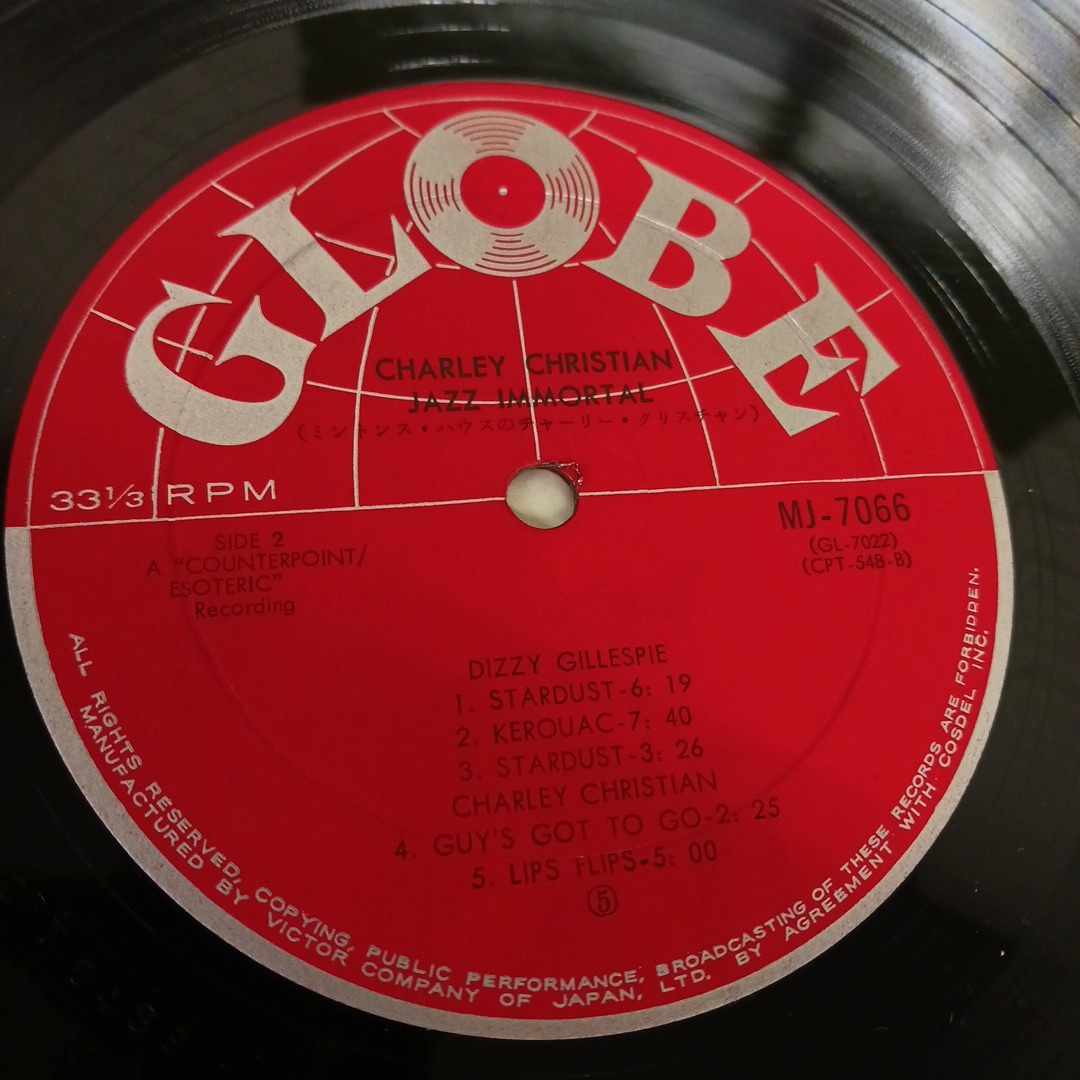 GLOBE
CHARLEY CHRISTIAN
JAZZ IMMORTAL
(ミントンス・ハウスのチャーリー・クリスチャン)
33 1/3 RPM
MJ-7066
(GL-7022)
(CPT-548-B)
SIDE 2
A "COUNTERPOINT/
ESOTERIC"
Recording
DIZZY GILLESPIE
1. STARDUST-6: 19
2. KEROUAC-7: 40
3. STARDUST-3: 26
CHARLEY CHRISTIAN
4. GUY'S GOT TO GO-2: 25
5. LIPS FLIPS-5: 00
⑤
ALL RIGHTS RESERVED, COPYING, PUBLIC PERFORMANCE, BROADCASTING OF THESE RECORDS ARE FORBIDDEN.
MANUFACTURED BY VICTOR COMPANY OF JAPAN, LTD. BY AGREEMENT WITH COSDEL INC.